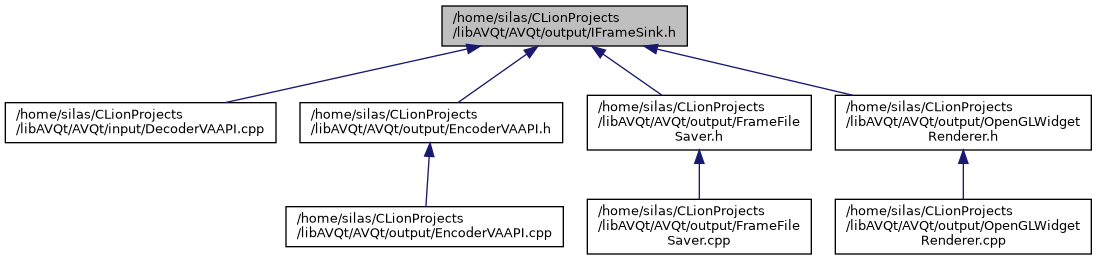 /home/silas/CLionProjects
/libAVQt/AVQt/output/IFrameSink.h
/home/silas/CLionProjects
/libAVQt/AVQt/input/DecoderVAAPI.cpp
/home/silas/CLionProjects
/libAVQt/AVQt/output/EncoderVAAPI.h
/home/silas/CLionProjects
/libAVQt/AVQt/output/FrameFile
Saver.h
/home/silas/CLionProjects
/libAVQt/AVQt/output/OpenGLWidget
Renderer.h
/home/silas/CLionProjects
/libAVQt/AVQt/output/EncoderVAAPI.cpp
/home/silas/CLionProjects
/libAVQt/AVQt/output/FrameFile
Saver.cpp
/home/silas/CLionProjects
/libAVQt/AVQt/output/OpenGLWidget
Renderer.cpp